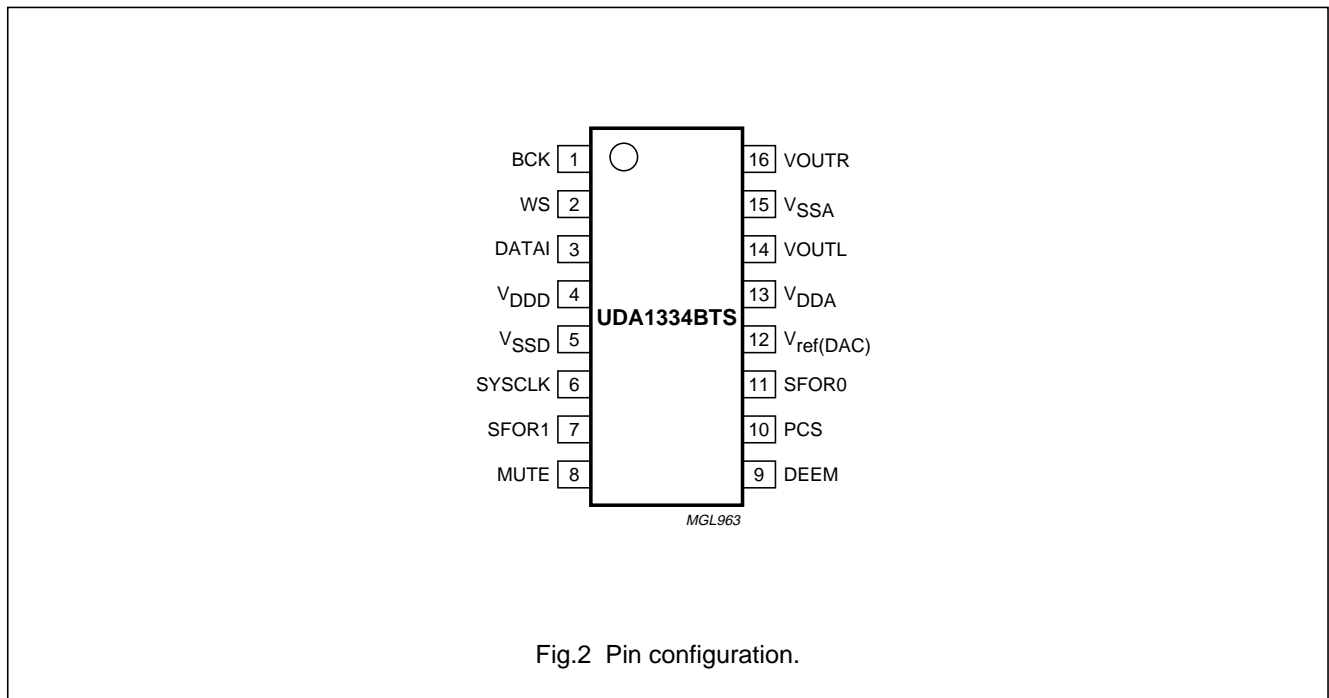 BCK 1
WS 2
DATAI 3
VDDD 4
VSSD 5
SYSCLK 6
SFOR1 7
MUTE 8
UDA1334BTS
16 VOUTR
15 VSSA
14 VOUTL
13 VDDA
12 Vref(DAC)
11 SFOR0
10 PCS
9 DEEM
MGL963
Fig.2 Pin configuration.